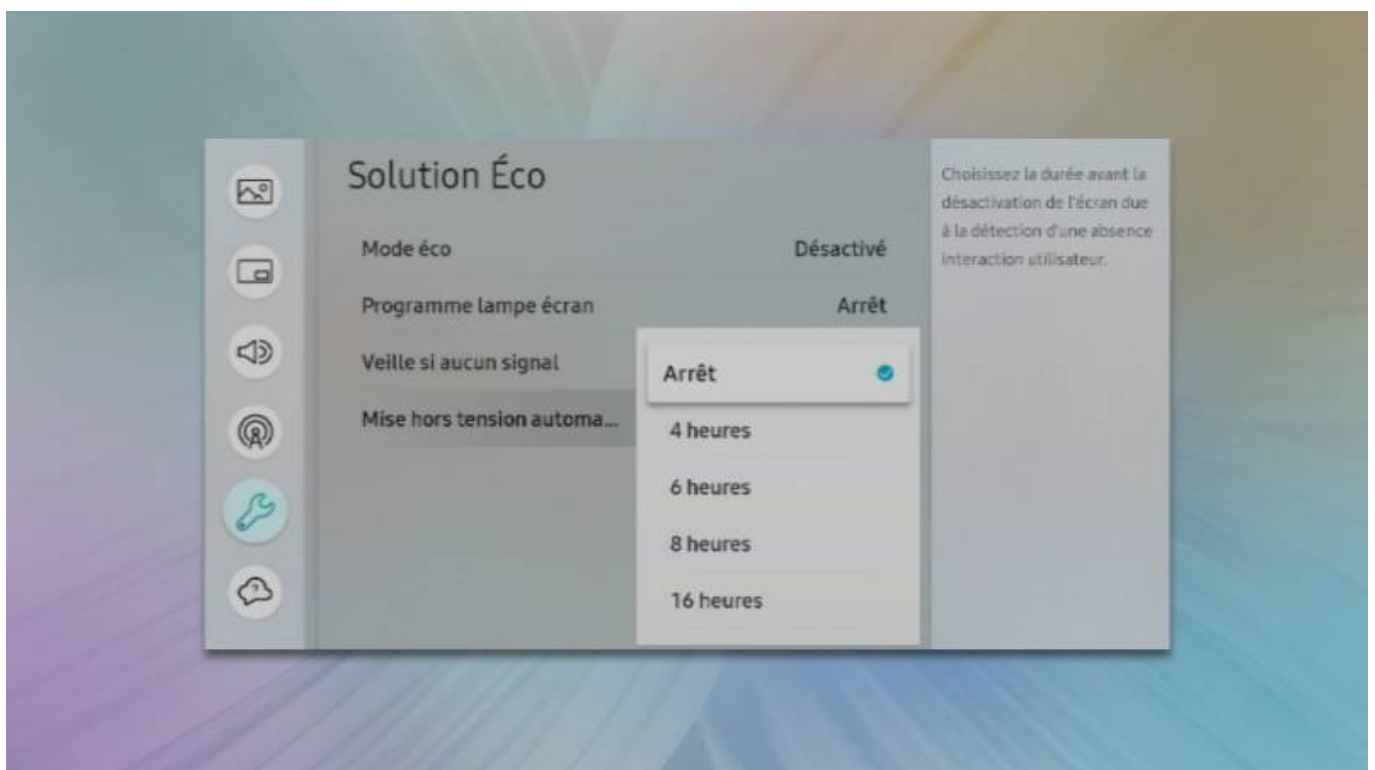 Solution Éco
Mode éco Désactivé
Programme lampe écran Arrêt
Veille si aucun signal
Mise hors tension automa...
Arrêt
4 heures
6 heures
8 heures
16 heures
Choisissez la durée avant la
désactivation de l'écran due
à la détection d'une absence
interaction utilisateur.